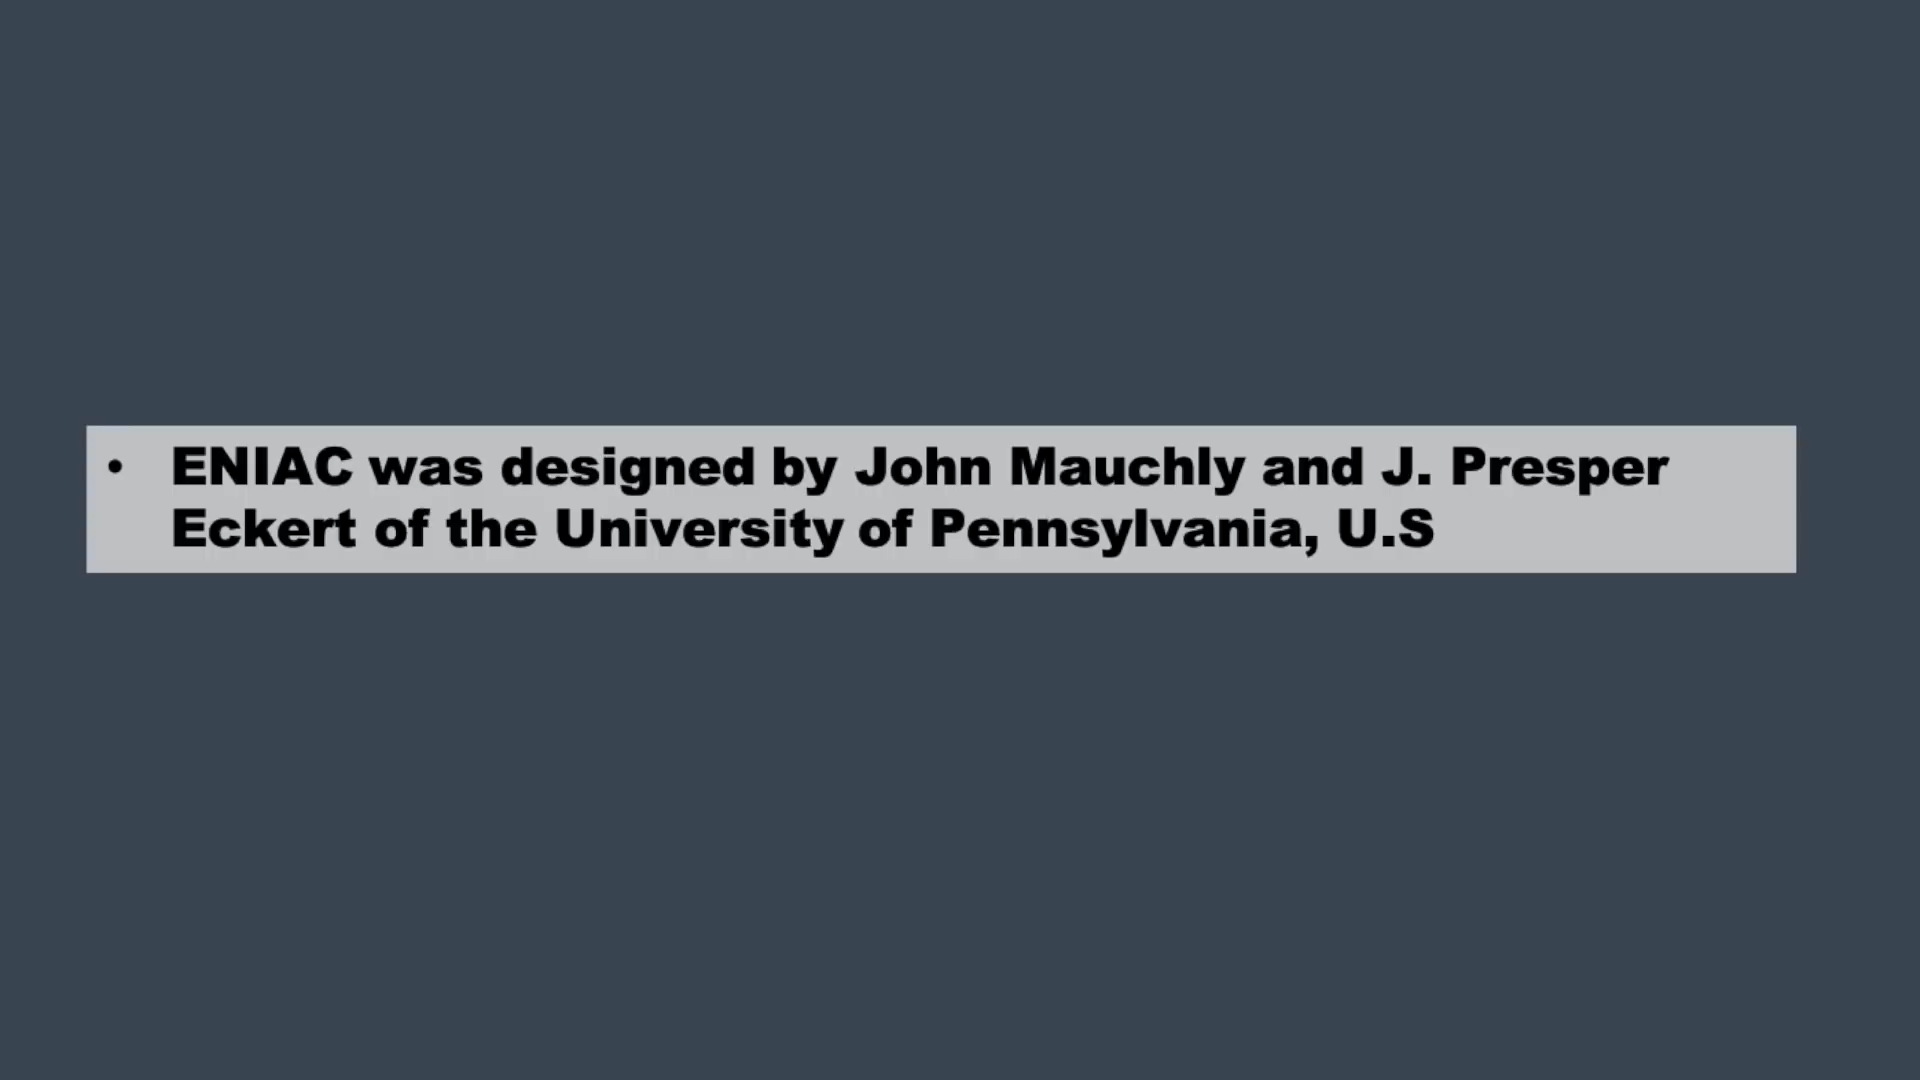 • ENIAC was designed by John Mauchly and J. Presper
Eckert of the University of Pennsylvania, U.S